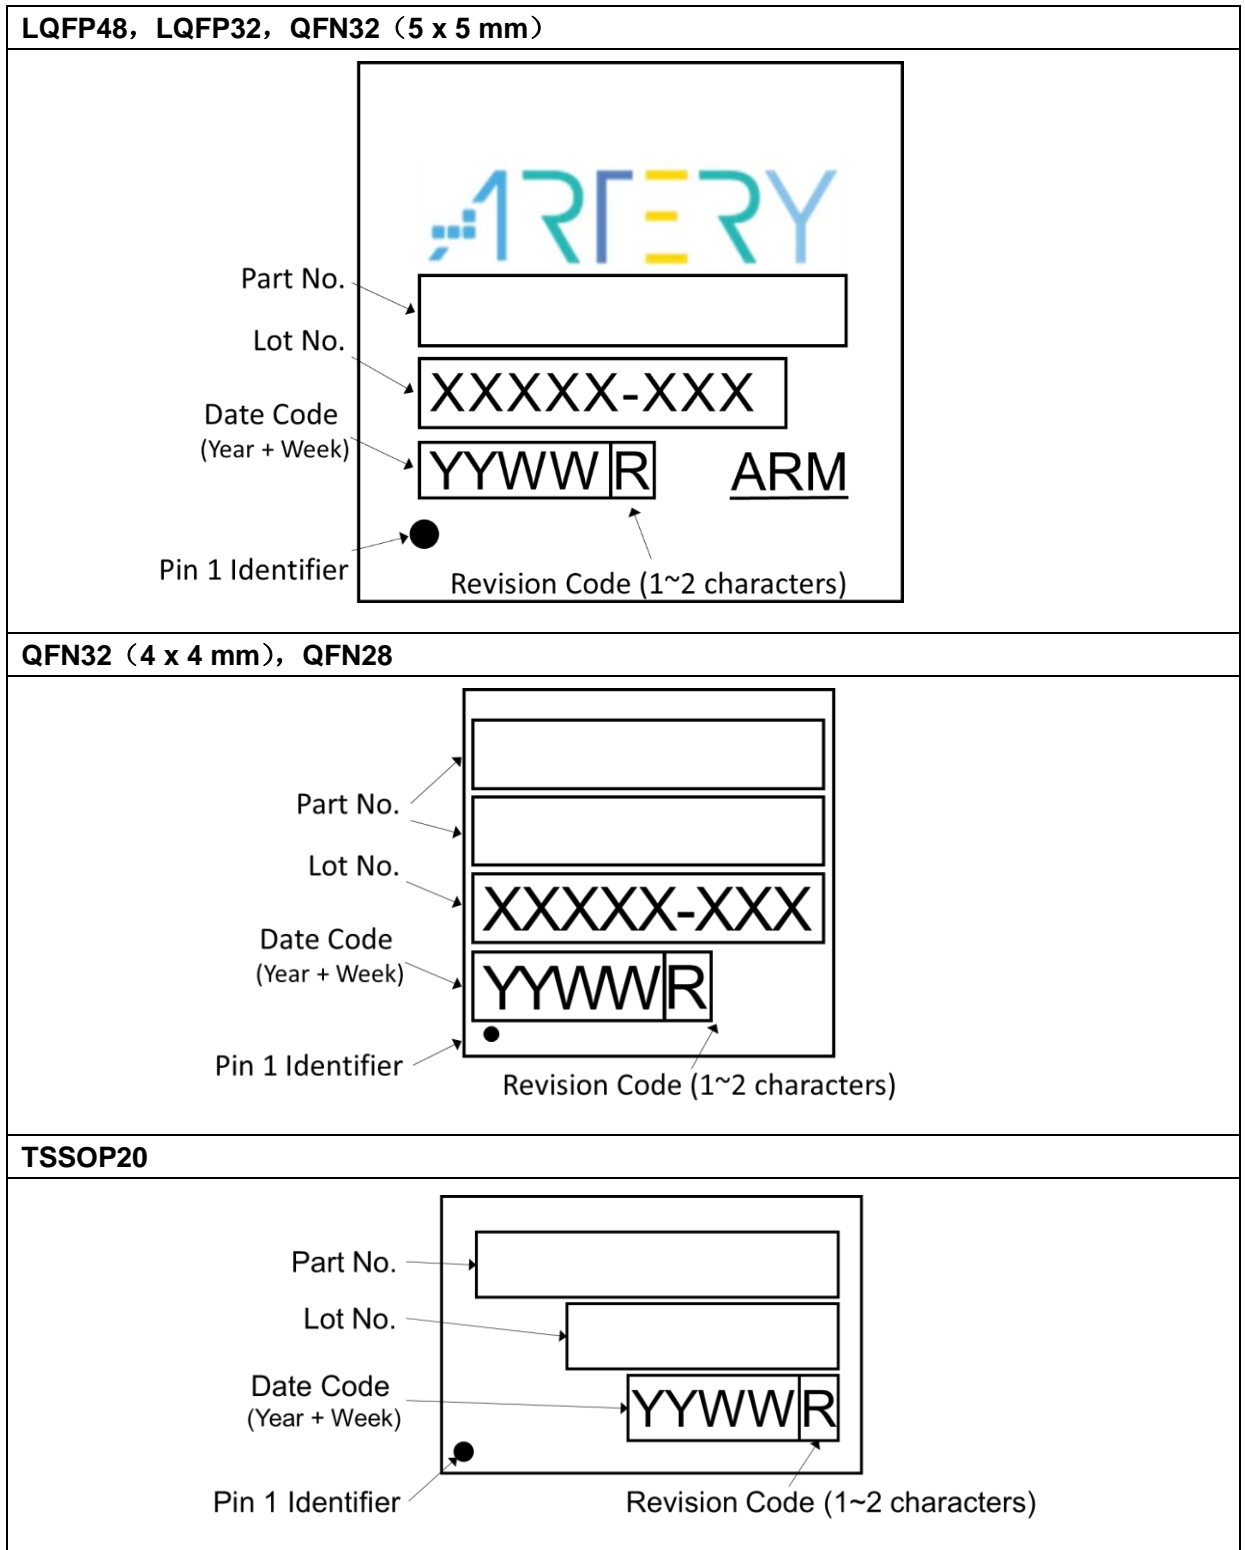 LQFP48，LQFP32，QFN32（5 x 5 mm）
ARTERY
Part No.
Lot No.
XXXXX-XXX
Date Code
(Year + Week)
YYWW R
ARM
Pin 1 Identifier
Revision Code (1~2 characters)
QFN32（4 x 4 mm），QFN28
Part No.
Lot No.
XXXXX-XXX
Date Code
(Year + Week)
YYWW R
Pin 1 Identifier
Revision Code (1~2 characters)
TSSOP20
Part No.
Lot No.
Date Code
(Year + Week)
YYWW R
Pin 1 Identifier
Revision Code (1~2 characters)